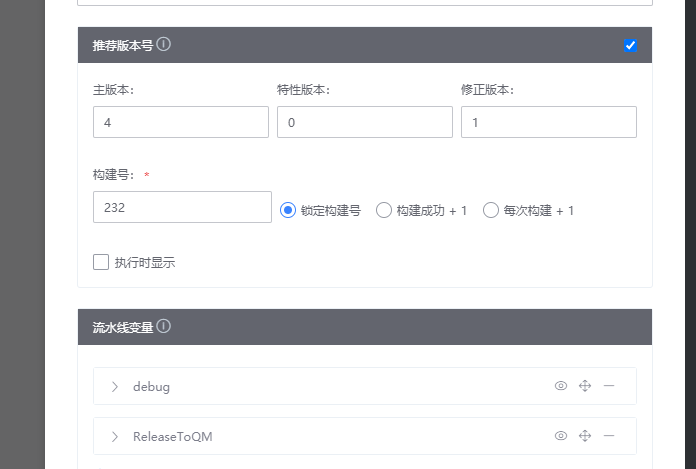 推荐版本号
主版本：
特性版本：
修正版本：
4
0
1
构建号： *
232
锁定构建号
构建成功 + 1
每次构建 + 1
执行时显示
流水线变量
debug
ReleaseToQM